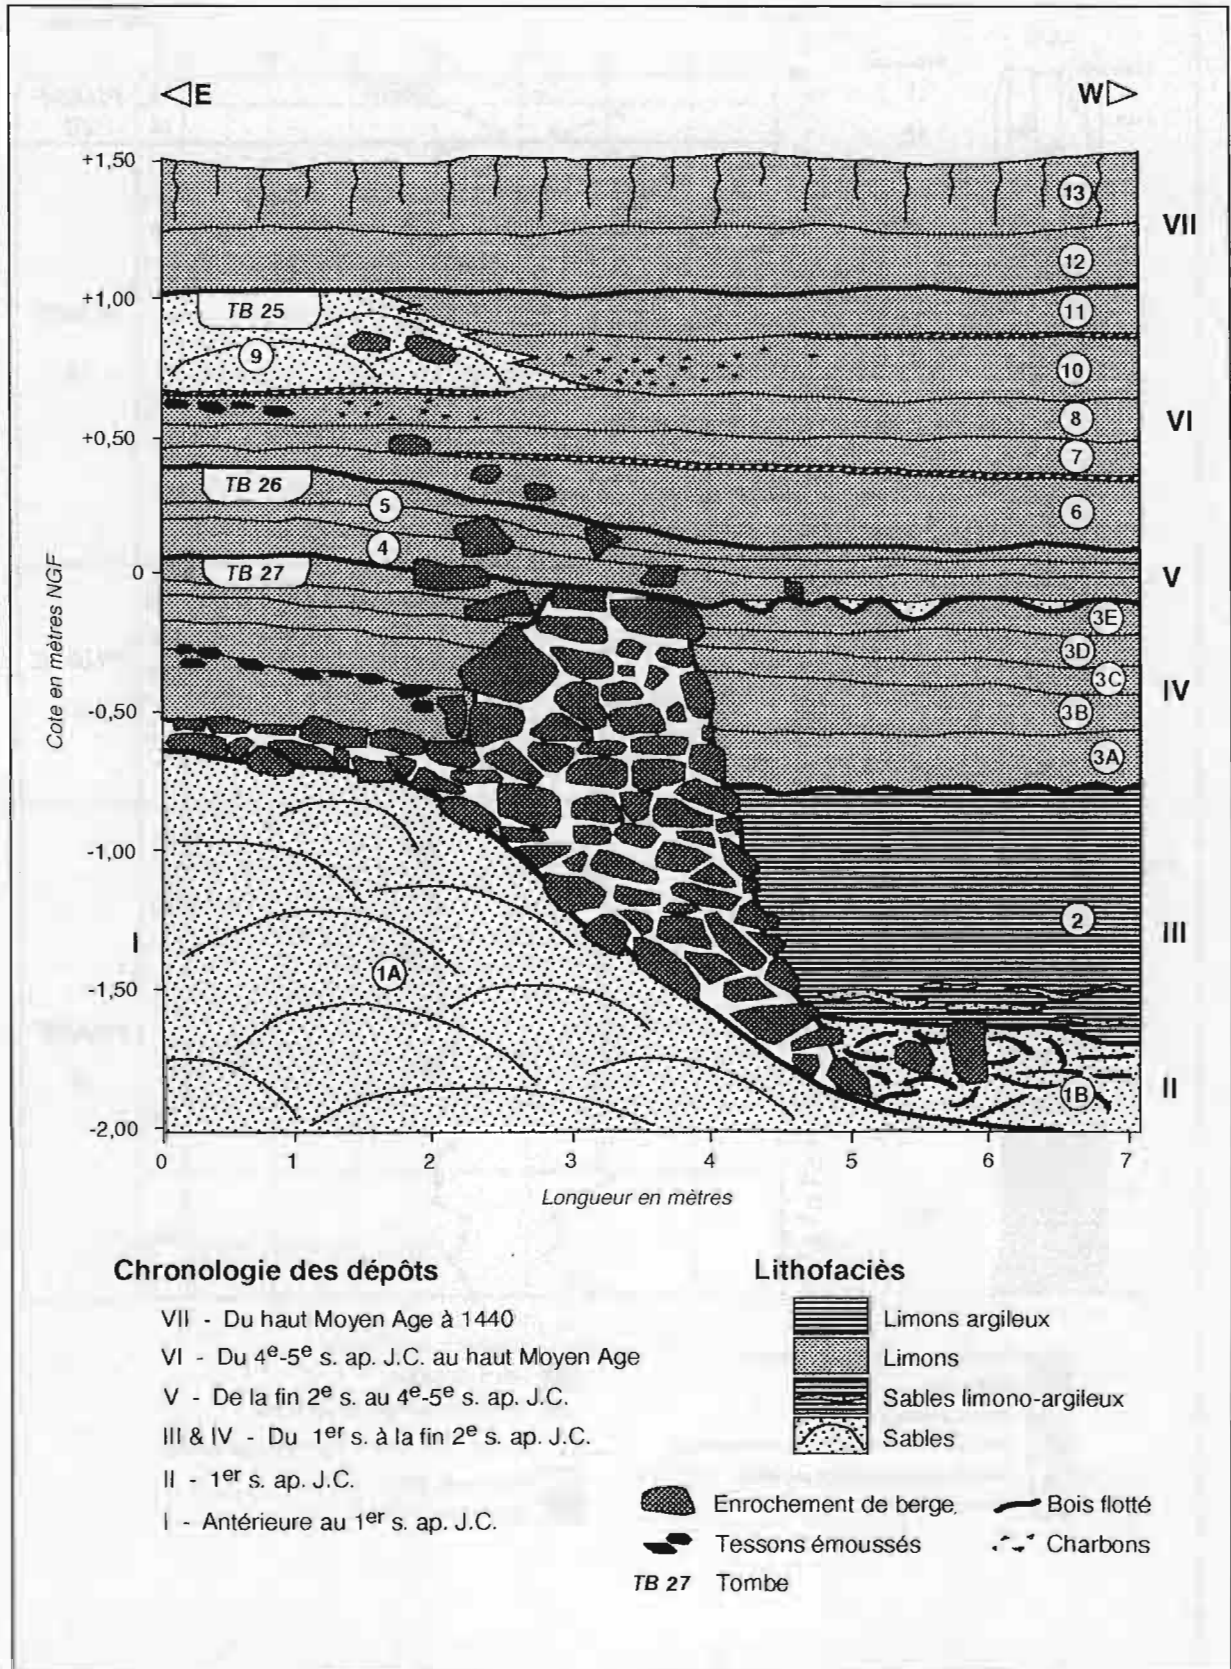 E W
+1,50
13
VII
12
+1,00
TB 25
11
9
10
8
VI
+0,50
7
TB 26
5
6
4
0
TB 27
V
3E
3D
3C
IV
-0,50
3B
3A
Cote en mètres NGF
-1,00
2
I
III
1A
-1,50
1B
II
-2,00
0 1 2 3 4 5 6 7
Longueur en mètres
Chronologie des dépôts
VII - Du haut Moyen Age à 1440
VI - Du 4e-5e s. ap. J.C. au haut Moyen Age
V - De la fin 2e s. au 4e-5e s. ap. J.C.
III & IV - Du 1er s. à la fin 2e s. ap. J.C.
II - 1er s. ap. J.C.
I - Antérieure au 1er s. ap. J.C.
Lithofaciès
Limons argileux
Limons
Sables limono-argileux
Sables
Enrochement de berge
Bois flotté
Tessons émoussés
Charbons
TB 27 Tombe